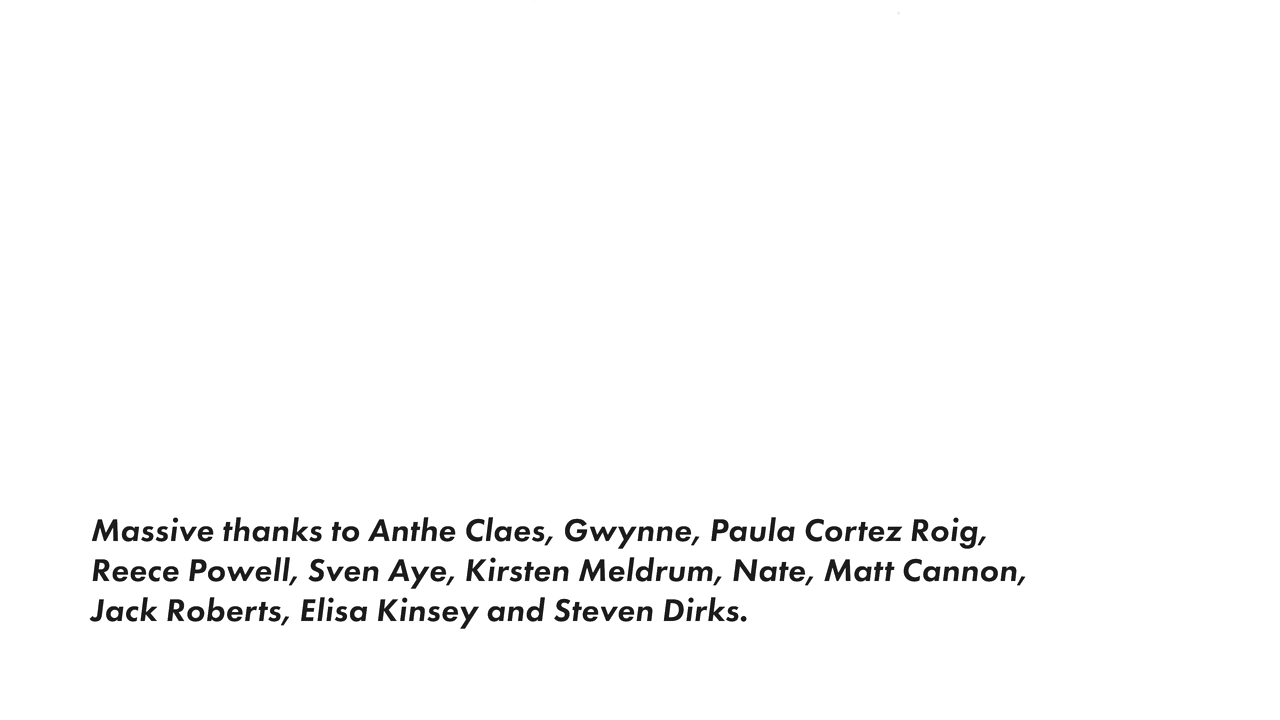 Massive thanks to Anthe Claes, Gwynne, Paula Cortez Roig,
Reece Powell, Sven Aye, Kirsten Meldrum, Nate, Matt Cannon,
Jack Roberts, Elisa Kinsey and Steven Dirks.